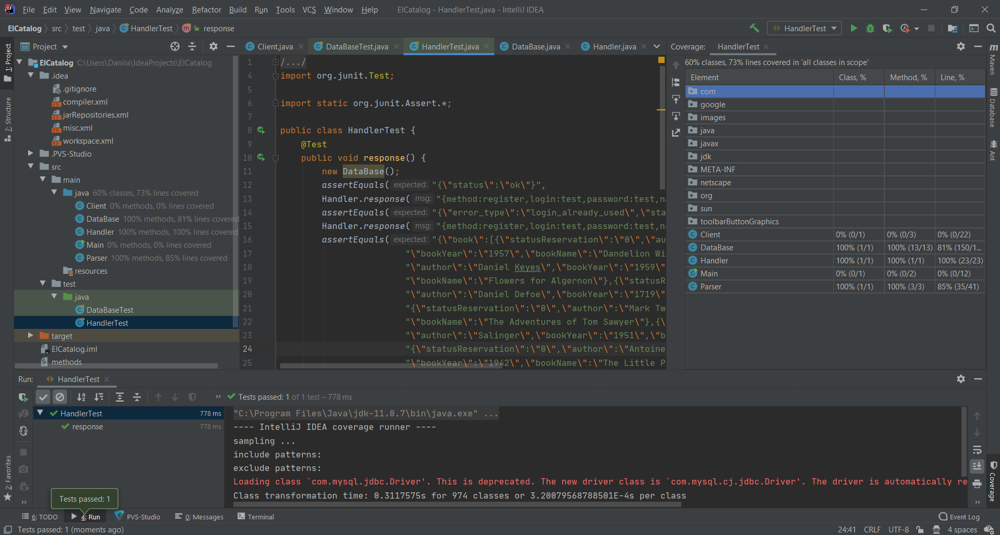 File Edit View Navigate Code Analyze Refactor Build Run Tools VCS Window Help ElCatalog - HandlerTest.java - IntelliJ IDEA
ElCatalog src test java HandlerTest response HandlerTest
1: Project
7: Structure
2: Favorites
Project
ElCatalog C:\Users\Danila\IdeaProjects\ElCatalog
.idea
.gitignore
compiler.xml
jarRepositories.xml
misc.xml
workspace.xml
.PVS-Studio
src
main
java 60% classes, 73% lines covered
Client 0% methods, 0% lines covered
DataBase 100% methods, 81% lines covered
Handler 100% methods, 100% lines covered
Main 0% methods, 0% lines covered
Parser 100% methods, 85% lines covered
resources
test
java
DataBaseTest
HandlerTest
target
ElCatalog.iml
methods
Client.java DataBaseTest.java HandlerTest.java DataBase.java Handler.java
1 /.../
4 import org.junit.Test;
5
6 import static org.junit.Assert.*;
7
8 public class HandlerTest {
9 @Test
10 public void response() {
11 new DataBase();
12 assertEquals( expected: "{\"status\":\"ok\"}",
13 Handler.response( msg: "{method:register,login:test,password:test,na
14 assertEquals( expected: "{\"error_type\":\"login_already_used\",\"sta
15 Handler.response( msg: "{method:register,login:test,password:test,na
16 assertEquals( expected: "{\"book\":[{\"statusReservation\":\"0\",\"au
17 "\"bookYear\":\"1957\",\"bookName\":\"Dandelion Wi
18 "\"author\":\"Daniel Keyes\",\"bookYear\":\"1959\"
19 "\"bookName\":\"Flowers for Algernon\"},{\"statusR
20 "\"author\":\"Daniel Defoe\",\"bookYear\":\"1719\"
21 "{\"statusReservation\":\"0\",\"author\":\"Mark Tw
22 "\"bookName\":\"The Adventures of Tom Sawyer\"},{\
23 "\"author\":\"Salinger\",\"bookYear\":\"1951\",\"b
24 "{\"statusReservation\":\"0\",\"author\":\"Antoine
25 "\"bookYear\":\"1942\",\"bookName\":\"The Little P
Coverage: HandlerTest
60% classes, 73% lines covered in 'all classes in scope'
Element Class, % Method, % Line, %
com
google
images
java
javax
jdk
META-INF
netscape
org
sun
toolbarButtonGraphics
Client 0% (0/1) 0% (0/3) 0% (0/22)
DataBase 100% (1/1) 100% (13/13) 81% (150/1...
Handler 100% (1/1) 100% (1/1) 100% (23/23)
Main 0% (0/1) 0% (0/2) 0% (0/12)
Parser 100% (1/1) 100% (3/3) 85% (35/41)
Maven
Database
Ant
Coverage
Run: HandlerTest
Tests passed: 1 of 1 test – 778 ms
HandlerTest 778 ms
response 778 ms
"C:\Program Files\Java\jdk-11.0.7\bin\java.exe" ...
---- IntelliJ IDEA coverage runner ----
sampling ...
include patterns:
exclude patterns:
Loading class `com.mysql.jdbc.Driver'. This is deprecated. The new driver class is `com.mysql.cj.jdbc.Driver'. The driver is automatically re
Class transformation time: 0.3117575s for 974 classes or 3.20079568788501E-4s per class
Tests passed: 1
6: TODO 4: Run PVS-Studio 0: Messages Terminal Event Log
Tests passed: 1 (moments ago) 24:41 CRLF UTF-8 4 spaces